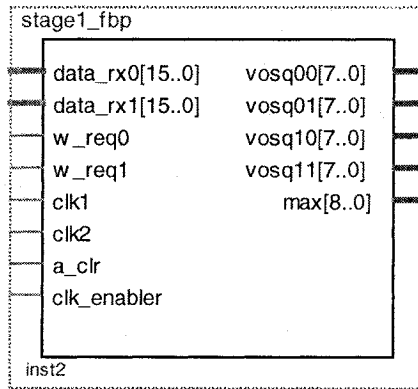 stage1_fbp
data_rx0[15..0] vosq00[7..0]
data_rx1[15..0] vosq01[7..0]
w_req0 vosq10[7..0]
w_req1 vosq11[7..0]
clk1 max[8..0]
clk2
a_clr
clk_enabler
inst2